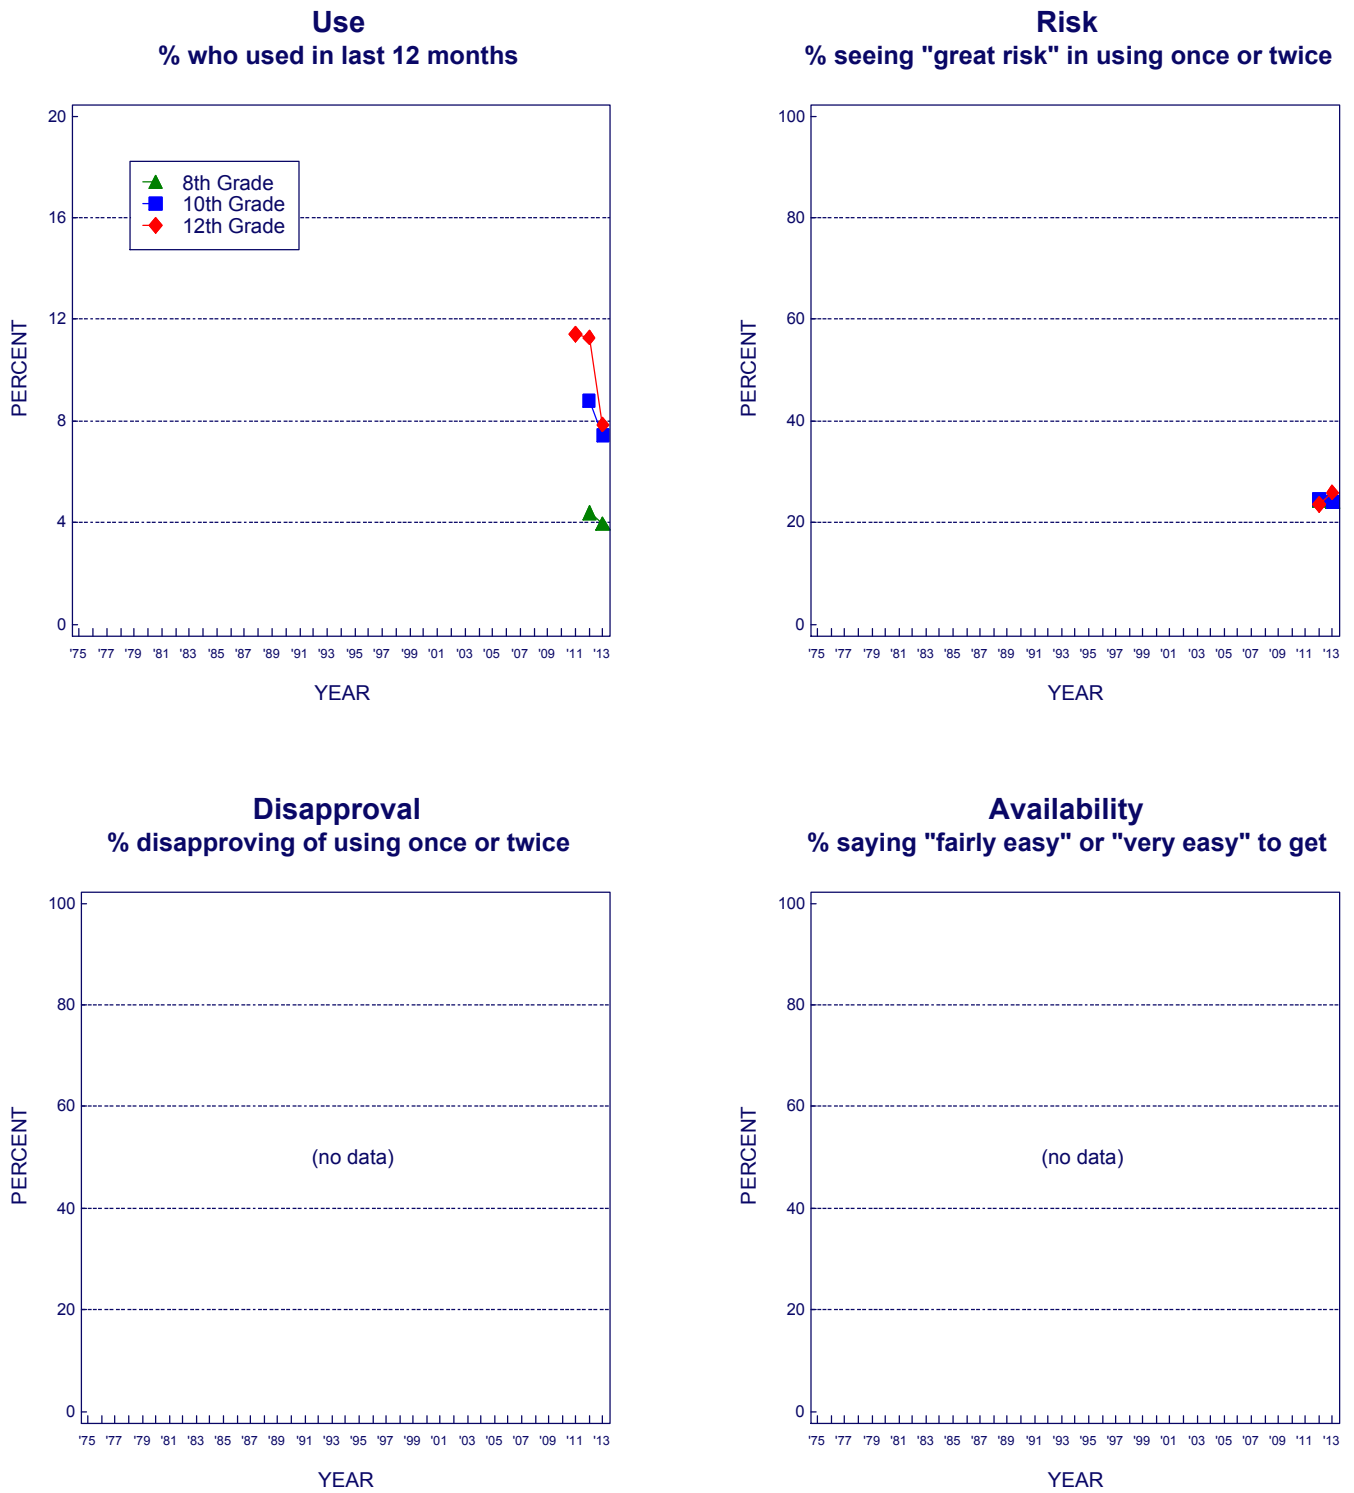 Use
% who used in last 12 months
20
16
12
8
4
0
PERCENT
8th Grade
10th Grade
12th Grade
'75 '77 '79 '81 '83 '85 '87 '89 '91 '93 '95 '97 '99 '01 '03 '05 '07 '09 '11 '13
YEAR
Risk
% seeing "great risk" in using once or twice
100
80
60
40
20
0
PERCENT
'75 '77 '79 '81 '83 '85 '87 '89 '91 '93 '95 '97 '99 '01 '03 '05 '07 '09 '11 '13
YEAR
Disapproval
% disapproving of using once or twice
100
80
60
40
20
0
PERCENT
(no data)
'75 '77 '79 '81 '83 '85 '87 '89 '91 '93 '95 '97 '99 '01 '03 '05 '07 '09 '11 '13
YEAR
Availability
% saying "fairly easy" or "very easy" to get
100
80
60
40
20
0
PERCENT
(no data)
'75 '77 '79 '81 '83 '85 '87 '89 '91 '93 '95 '97 '99 '01 '03 '05 '07 '09 '11 '13
YEAR